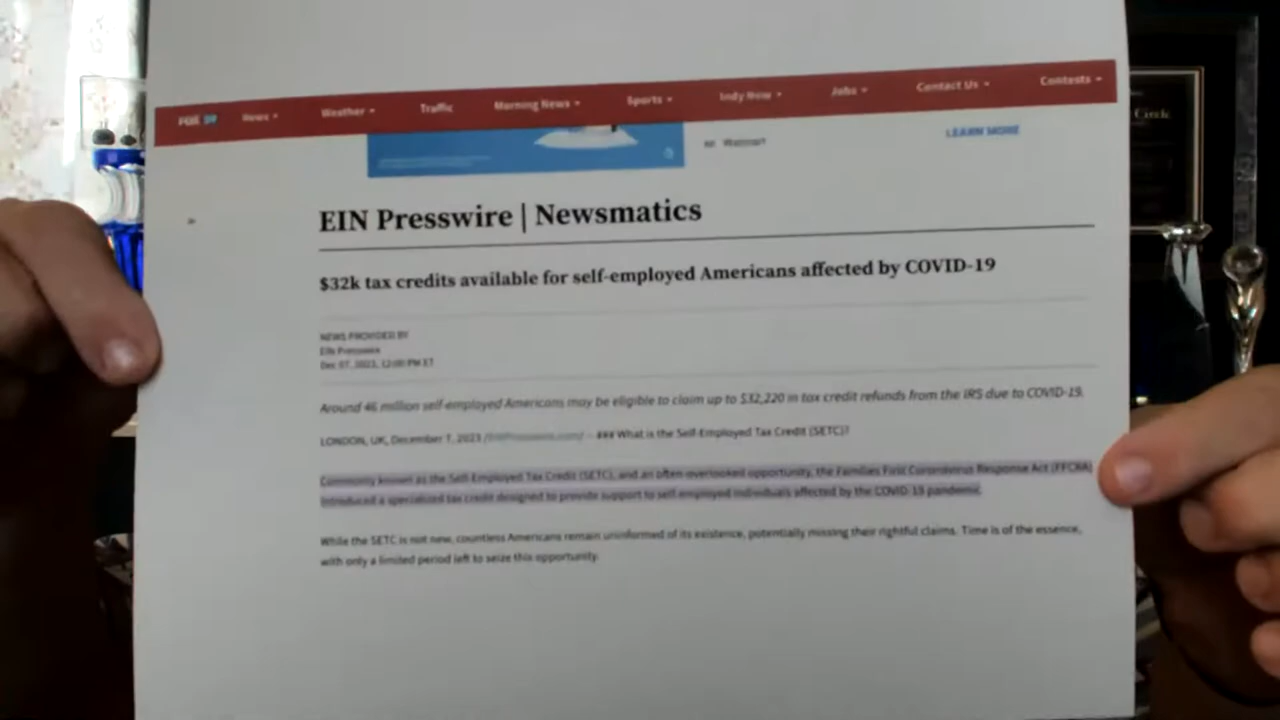 FOX 59 News Weather Traffic Morning News Sports Indy Now Jobs Contact Us Contests
Walmart
LEARN MORE
Circle
EIN Presswire | Newsmatics
$32k tax credits available for self-employed Americans affected by COVID-19
NEWS PROVIDED BY
EIN Presswire
Dec 07, 2023, 12:00 PM ET
Around 46 million self-employed Americans may be eligible to claim up to $32,220 in tax credit refunds from the IRS due to COVID-19.
LONDON, UK, December 7, 2023 /EINPresswire.com/ -- ### What is the Self-Employed Tax Credit (SETC)?
Commonly known as the Self-Employed Tax Credit (SETC), and an often-overlooked opportunity, the Families First Coronavirus Response Act (FFCRA)
introduced a specialized tax credit designed to provide support to self-employed individuals affected by the COVID-19 pandemic.
While the SETC is not new, countless Americans remain uninformed of its existence, potentially missing their rightful claims. Time is of the essence,
with only a limited period left to seize this opportunity.